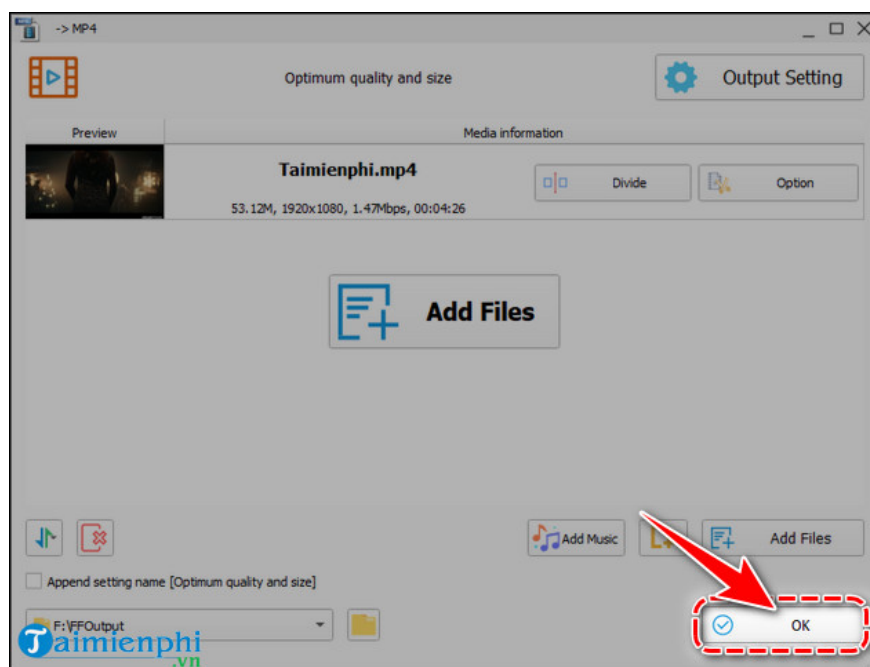 -> MP4
Optimum quality and size
Output Setting
Preview
Media information
Taimienphi.mp4
53.12M, 1920x1080, 1.47Mbps, 00:04:26
Divide
Option
Add Files
Add Music
Add Files
Append setting name [Optimum quality and size]
F:\FFOutput
OK
Taimienphi
.vn